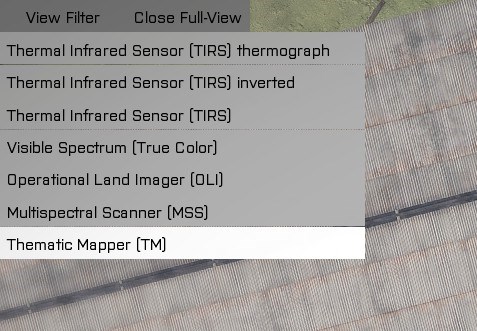 View Filter Close Full-View
Thermal Infrared Sensor (TIRS) thermograph
Thermal Infrared Sensor (TIRS) inverted
Thermal Infrared Sensor (TIRS)
Visible Spectrum (True Color)
Operational Land Imager (OLI)
Multispectral Scanner (MSS)
Thematic Mapper (TM)